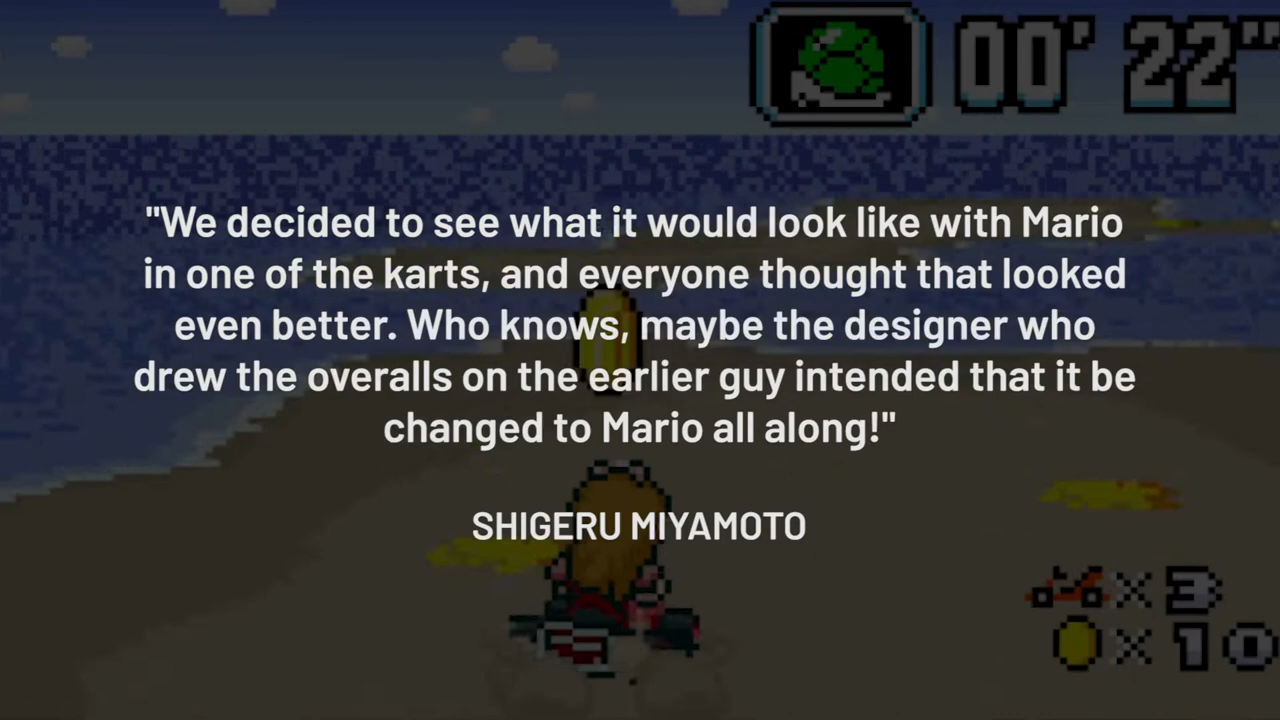 00' 22"
"We decided to see what it would look like with Mario
in one of the karts, and everyone thought that looked
even better. Who knows, maybe the designer who
drew the overalls on the earlier guy intended that it be
changed to Mario all along!"
SHIGERU MIYAMOTO
×3
×10